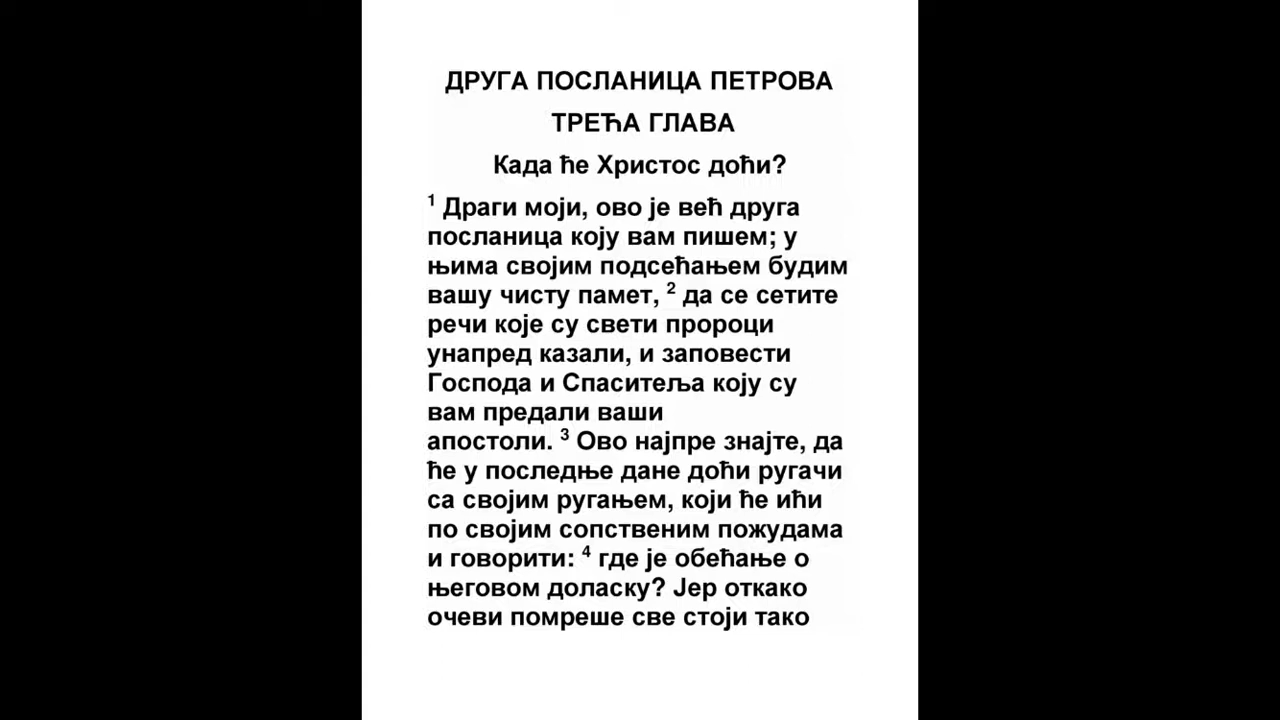 ДРУГА ПОСЛАНИЦА ПЕТРОВА
ТРЕЋА ГЛАВА
Када ће Христос доћи?
¹ Драги моји, ово је већ друга
посланица коју вам пишем; у
њима својим подсећањем будим
вашу чисту памет, ² да се сетите
речи које су свети пророци
унапред казали, и заповести
Господа и Спаситеља коју су
вам предали ваши
апостоли. ³ Ово најпре знајте, да
ће у последње дане доћи ругачи
са својим ругањем, који ће ићи
по својим сопственим пожудама
и говорити: ⁴ где је обећање о
његовом доласку? Јер откако
очеви помреше све стоји тако